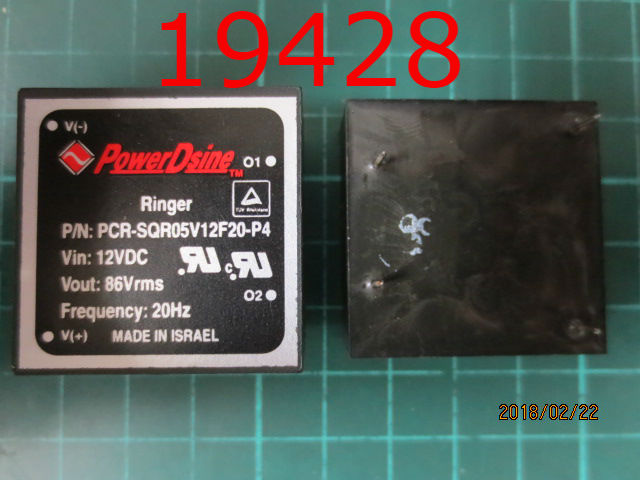 19428
V(-)
PowerDsine TM
O1
Ringer
P/N: PCR-SQR05V12F20-P4
Vin: 12VDC
Vout: 86Vrms
O2
Frequency: 20Hz
V(+) MADE IN ISRAEL
2018/02/22